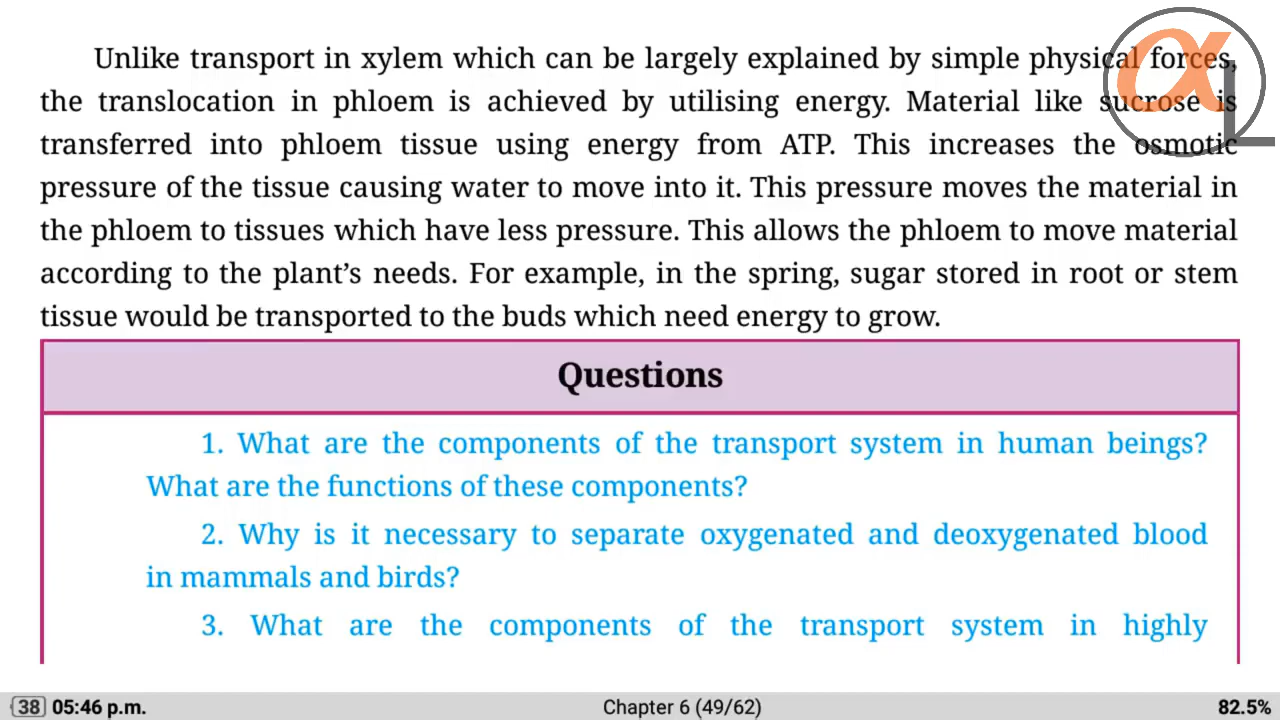 Unlike transport in xylem which can be largely explained by simple physical forces,
the translocation in phloem is achieved by utilising energy. Material like sucrose is
transferred into phloem tissue using energy from ATP. This increases the osmotic
pressure of the tissue causing water to move into it. This pressure moves the material in
the phloem to tissues which have less pressure. This allows the phloem to move material
according to the plant’s needs. For example, in the spring, sugar stored in root or stem
tissue would be transported to the buds which need energy to grow.
Questions
1. What are the components of the transport system in human beings?
What are the functions of these components?
2. Why is it necessary to separate oxygenated and deoxygenated blood
in mammals and birds?
3. What are the components of the transport system in highly
38 05:46 p.m. Chapter 6 (49/62) 82.5%